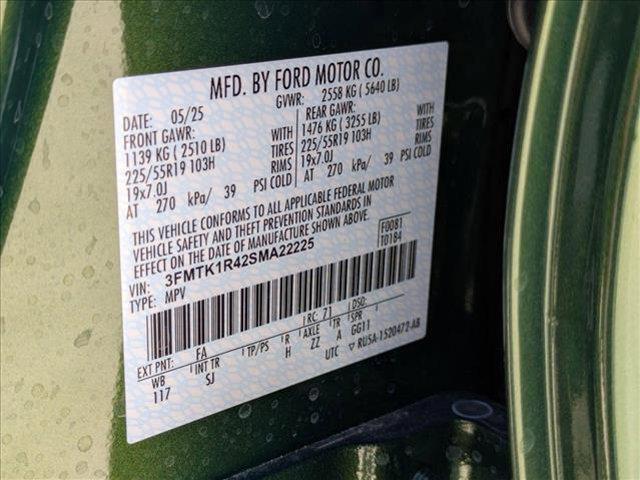 MFD. BY FORD MOTOR CO.
DATE: 05/25 GVWR: 2558 KG ( 5640 LB)
FRONT GAWR: REAR GAWR:
1139 KG ( 2510 LB) WITH 1476 KG ( 3255 LB) WITH
225/55R19 103H TIRES 225/55R19 103H TIRES
19x7.0J RIMS 19x7.0J RIMS
AT 270 kPa/ 39 PSI COLD AT 270 kPa/ 39 PSI COLD
THIS VEHICLE CONFORMS TO ALL APPLICABLE FEDERAL MOTOR
VEHICLE SAFETY AND THEFT PREVENTION STANDARDS IN
EFFECT ON THE DATE OF MANUFACTURE SHOWN ABOVE.
VIN: 3FMTK1R42SMA22225 F0081
TYPE: MPV T0184
EXT PNT: FA RC: 71 DSO:
WB INT TR TP/PS R AXLE TR SPR
117 SJ H ZZ A GG11
UTC ▽ RU5A-1520472-AB